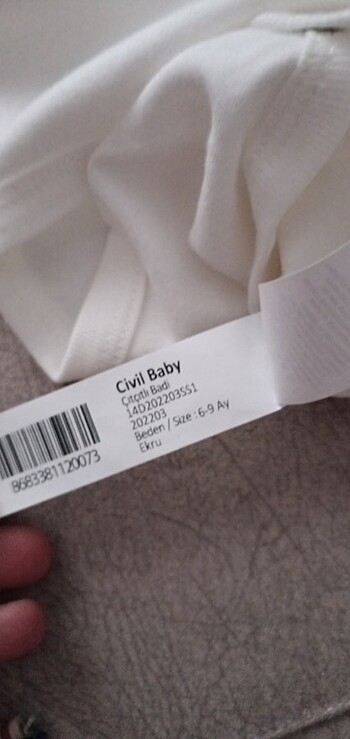 Civil Baby
Çıtçıtlı Badi
14D202203SS1
202203
Beden / Size : 6-9 Ay
Ekru
8683381120073